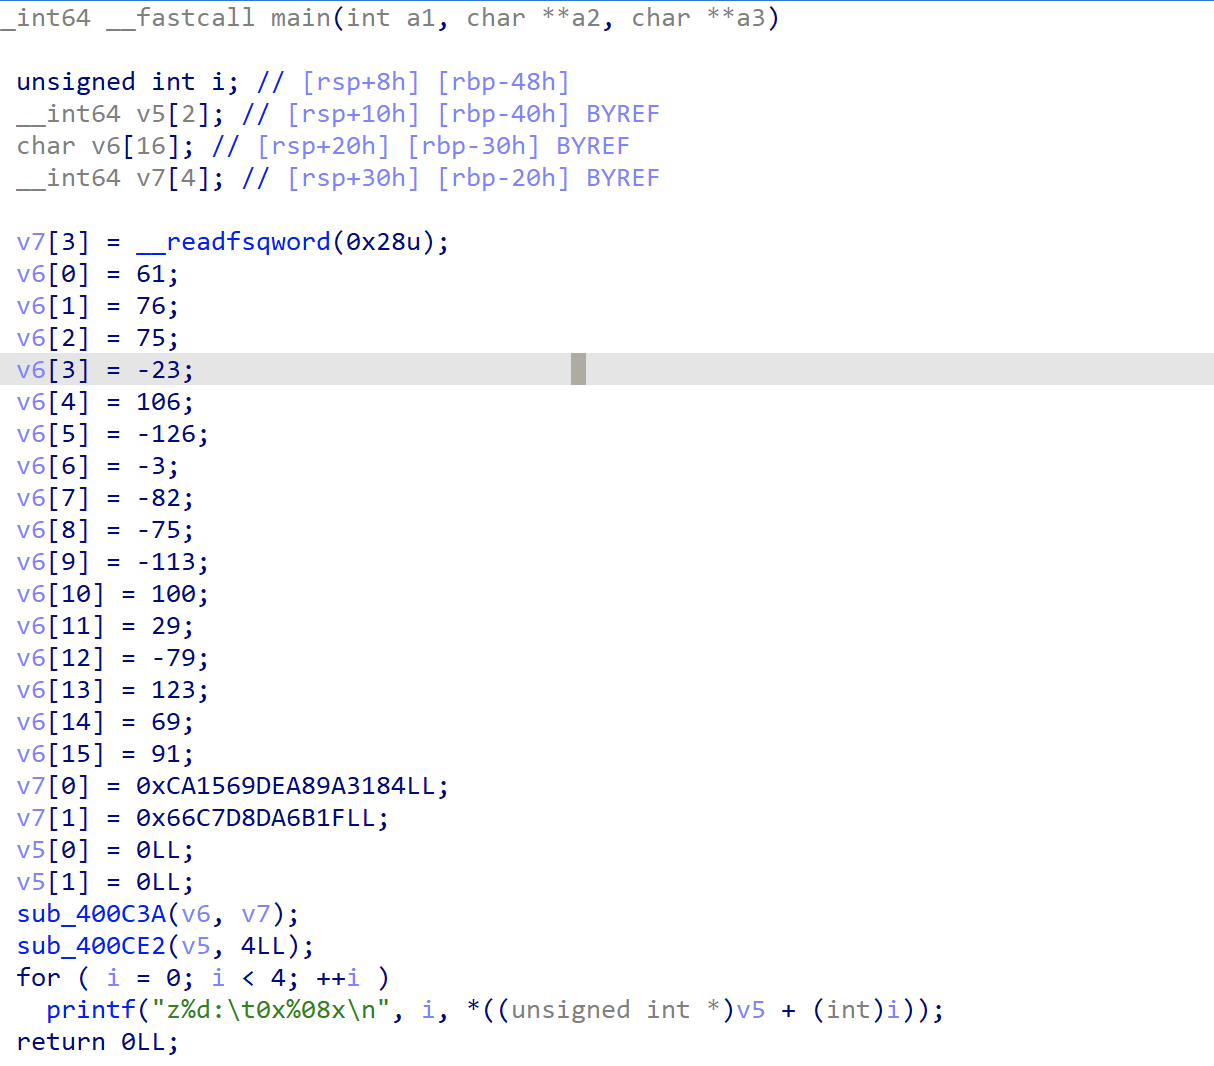 _int64 __fastcall main(int a1, char **a2, char **a3)
unsigned int i; // [rsp+8h] [rbp-48h]
__int64 v5[2]; // [rsp+10h] [rbp-40h] BYREF
char v6[16]; // [rsp+20h] [rbp-30h] BYREF
__int64 v7[4]; // [rsp+30h] [rbp-20h] BYREF
v7[3] = __readfsqword(0x28u);
v6[0] = 61;
v6[1] = 76;
v6[2] = 75;
v6[3] = -23;
v6[4] = 106;
v6[5] = -126;
v6[6] = -3;
v6[7] = -82;
v6[8] = -75;
v6[9] = -113;
v6[10] = 100;
v6[11] = 29;
v6[12] = -79;
v6[13] = 123;
v6[14] = 69;
v6[15] = 91;
v7[0] = 0xCA1569DEA89A3184LL;
v7[1] = 0x66C7D8DA6B1FLL;
v5[0] = 0LL;
v5[1] = 0LL;
sub_400C3A(v6, v7);
sub_400CE2(v5, 4LL);
for ( i = 0; i < 4; ++i )
printf("z%d:\t0x%08x\n", i, *((unsigned int *)v5 + (int)i));
return 0LL;